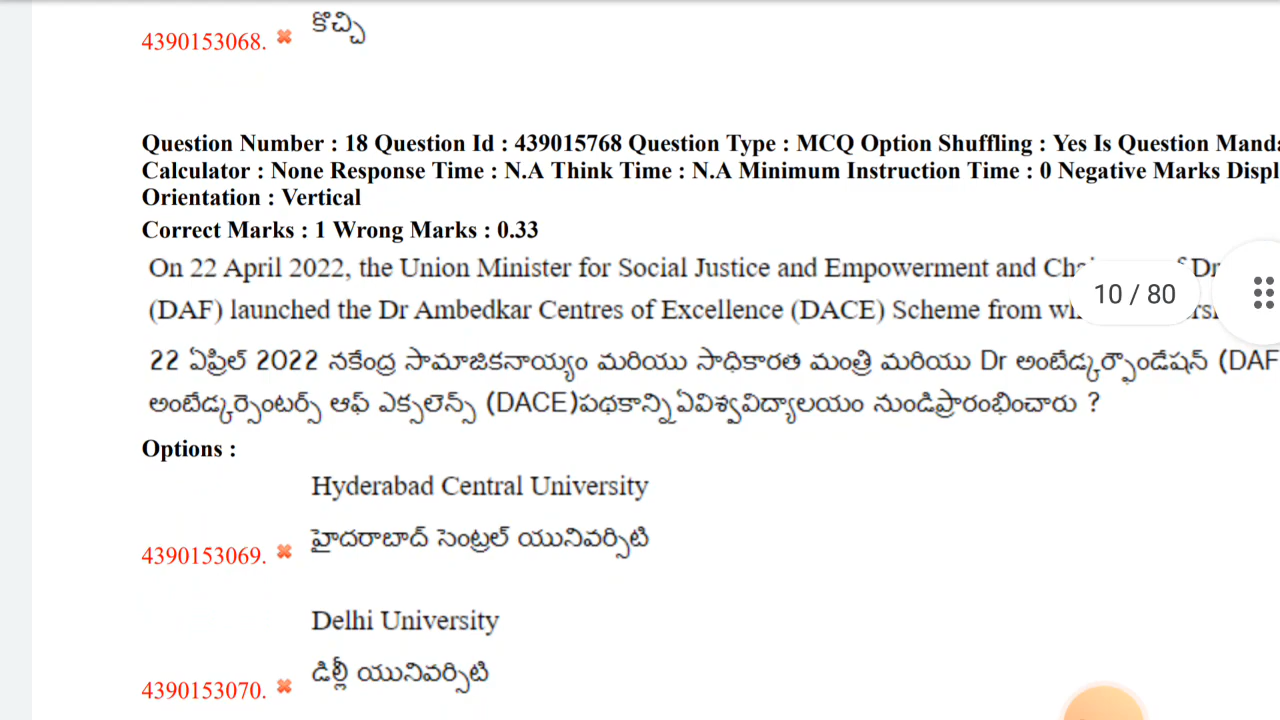 కొచ్చి
4390153068. ✖
Question Number : 18 Question Id : 439015768 Question Type : MCQ Option Shuffling : Yes Is Question Manda
Calculator : None Response Time : N.A Think Time : N.A Minimum Instruction Time : 0 Negative Marks Displ
Orientation : Vertical
Correct Marks : 1 Wrong Marks : 0.33
On 22 April 2022, the Union Minister for Social Justice and Empowerment and Dr
(DAF) launched the Dr Ambedkar Centres of Excellence (DACE) Scheme from
10 / 80
22 ఏప్రిల్ 2022 నకేంద్ర సామాజికనాయ్యం మరియు సాధికారత మంత్రి మరియు Dr అంబేడ్కర్ఫౌండేషన్ (DAF
అంబేడ్కర్సెంటర్స్ ఆఫ్ ఎక్సలెన్స్ (DACE)పథకాన్నిఏవిశ్వవిద్యాలయం నుండిప్రారంభించారు ?
Options :
Hyderabad Central University
హైదరాబాద్ సెంట్రల్ యునివర్సిటి
4390153069. ✖
Delhi University
డిల్లీ యునివర్సిటి
4390153070. ✖